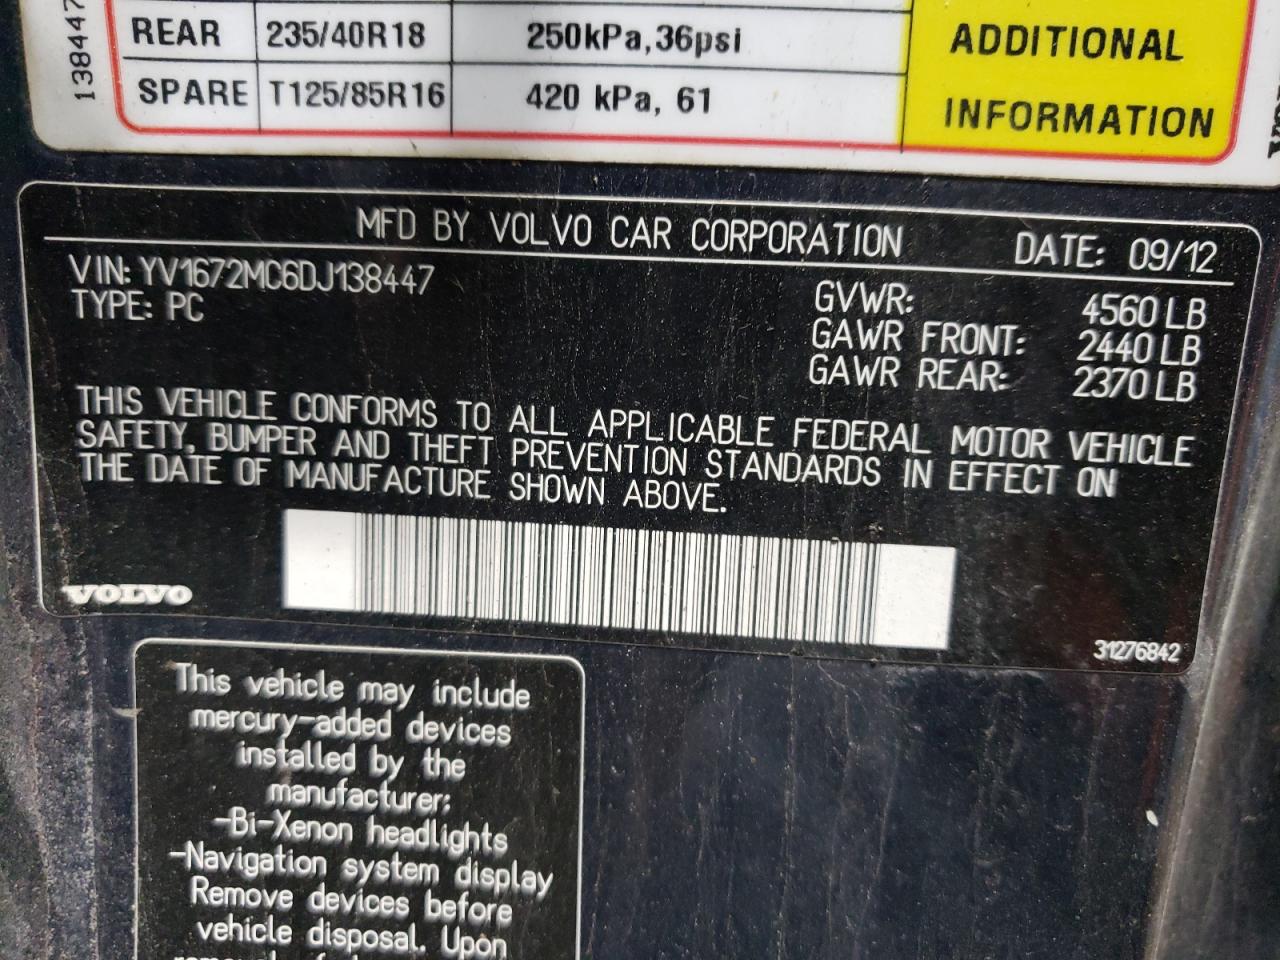 138447
REAR 235/40R18 250kPa,36psi
SPARE T125/85R16 420 kPa, 61
ADDITIONAL
INFORMATION
MFD BY VOLVO CAR CORPORATION DATE: 09/12
VIN: YV1672MC6DJ138447
TYPE: PC
GVWR: 4560 LB
GAWR FRONT: 2440 LB
GAWR REAR: 2370 LB
THIS VEHICLE CONFORMS TO ALL APPLICABLE FEDERAL MOTOR VEHICLE
SAFETY, BUMPER AND THEFT PREVENTION STANDARDS IN EFFECT ON
THE DATE OF MANUFACTURE SHOWN ABOVE.
VOLVO
31276842
This vehicle may include
mercury-added devices
installed by the
manufacturer:
-Bi-Xenon headlights
-Navigation system display
Remove devices before
vehicle disposal. Upon